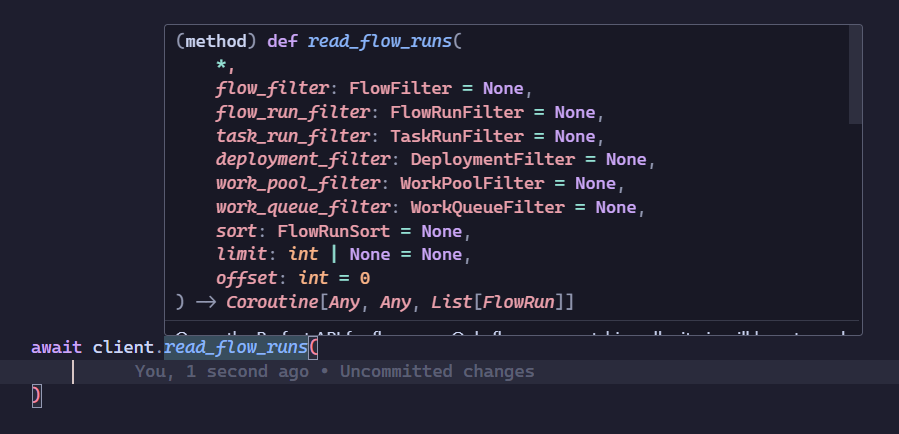 (method) def read_flow_runs(
    *,
    flow_filter: FlowFilter = None,
    flow_run_filter: FlowRunFilter = None,
    task_run_filter: TaskRunFilter = None,
    deployment_filter: DeploymentFilter = None,
    work_pool_filter: WorkPoolFilter = None,
    work_queue_filter: WorkQueueFilter = None,
    sort: FlowRunSort = None,
    limit: int | None = None,
    offset: int = 0
) -> Coroutine[Any, Any, List[FlowRun]]
await client.read_flow_runs(
You, 1 second ago • Uncommitted changes
)